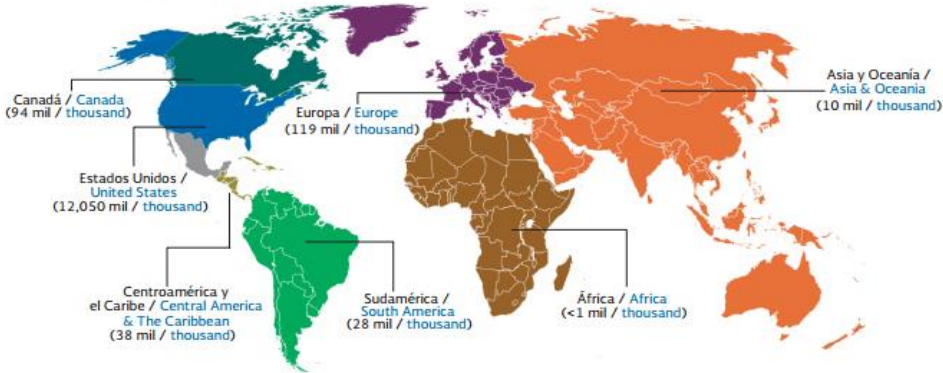 Canadá / Canada
(94 mil / thousand)
Estados Unidos /
United States
(12,050 mil / thousand)
Centroamérica y
el Caribe / Central America
& The Caribbean
(38 mil / thousand)
Sudamérica /
South America
(28 mil / thousand)
Europa / Europe
(119 mil / thousand)
África / Africa
(<1 mil / thousand)
Asia y Oceanía /
Asia & Oceania
(10 mil / thousand)